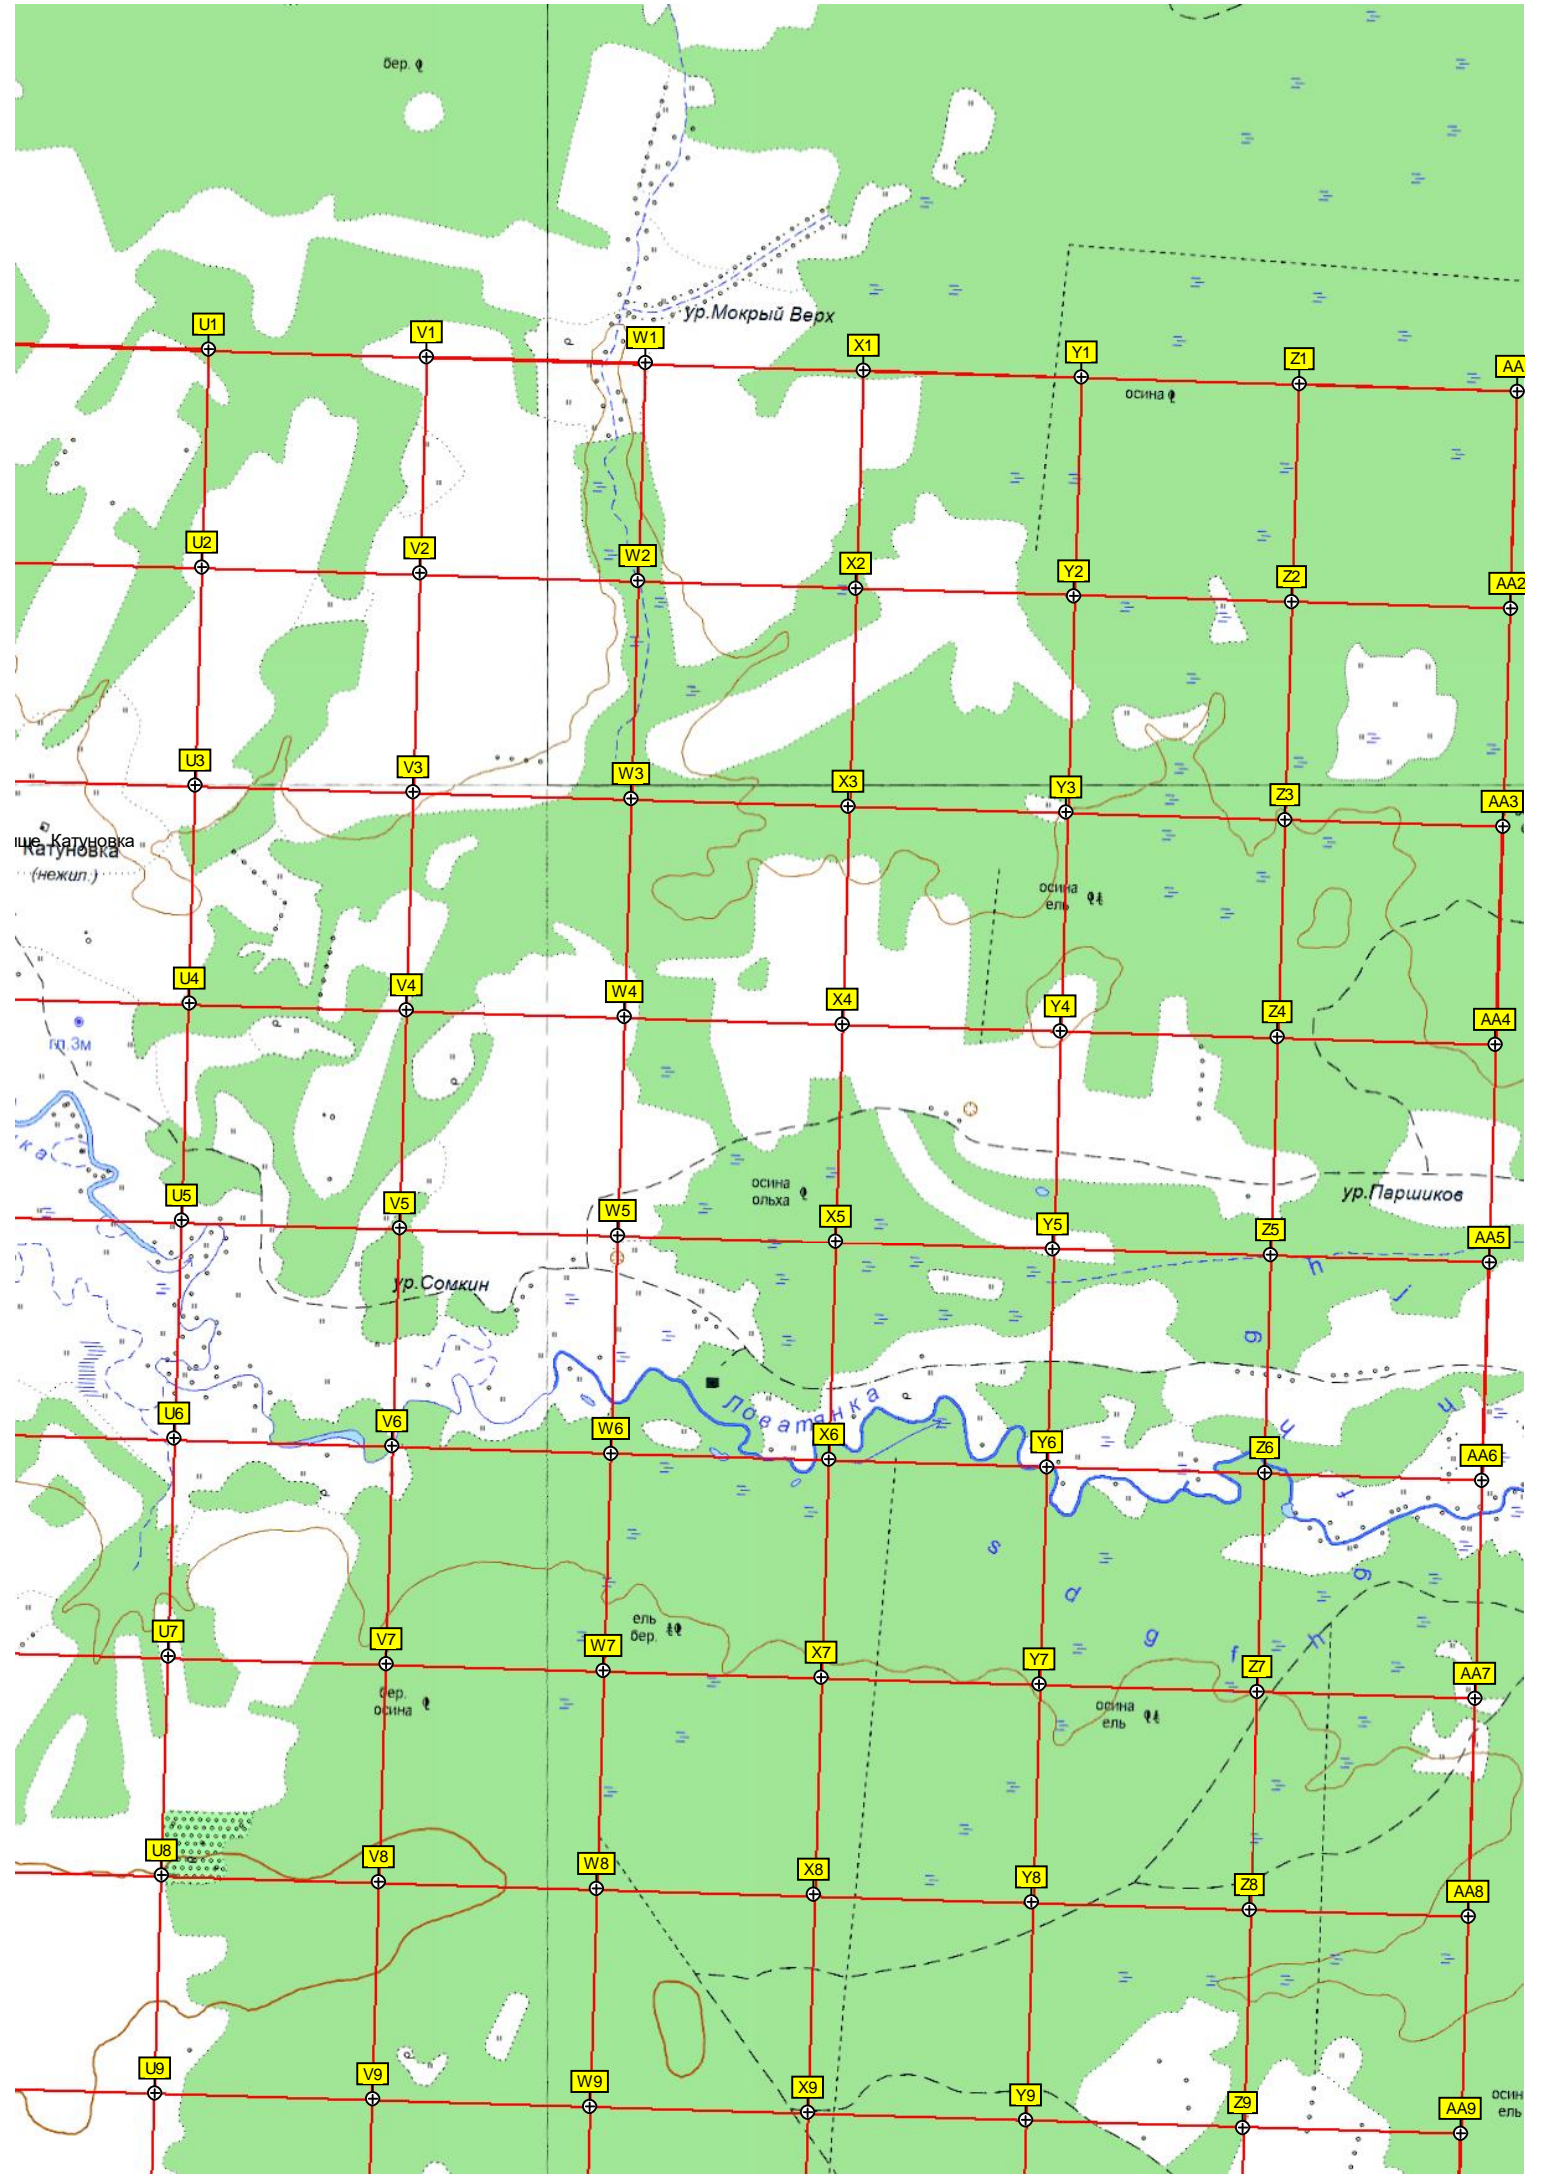 бер.
ур.Мокрый Верх
U1
V1
W1
X1
Y1
Z1
AA
осина
U2
V2
W2
X2
Y2
Z2
AA2
U3
V3
W3
X3
Y3
Z3
AA3
ище Катуновка
Катуновка
(нежил.)
осина
ель
U4
V4
W4
X4
Y4
Z4
AA4
гл.3м
ка
осина
ольха
ур.Паршиков
U5
V5
W5
X5
Y5
Z5
AA5
ур.Сомкин
h
j
g
Ловатянка
U6
V6
W6
X6
Y6
Z6
AA6
u
u
f
s
d
g
f
h
g
ель
бер.
U7
V7
W7
X7
Y7
Z7
AA7
бер.
осина
осина
ель
U8
V8
W8
X8
Y8
Z8
AA8
U9
V9
W9
X9
Y9
Z9
AA9
осин
ель